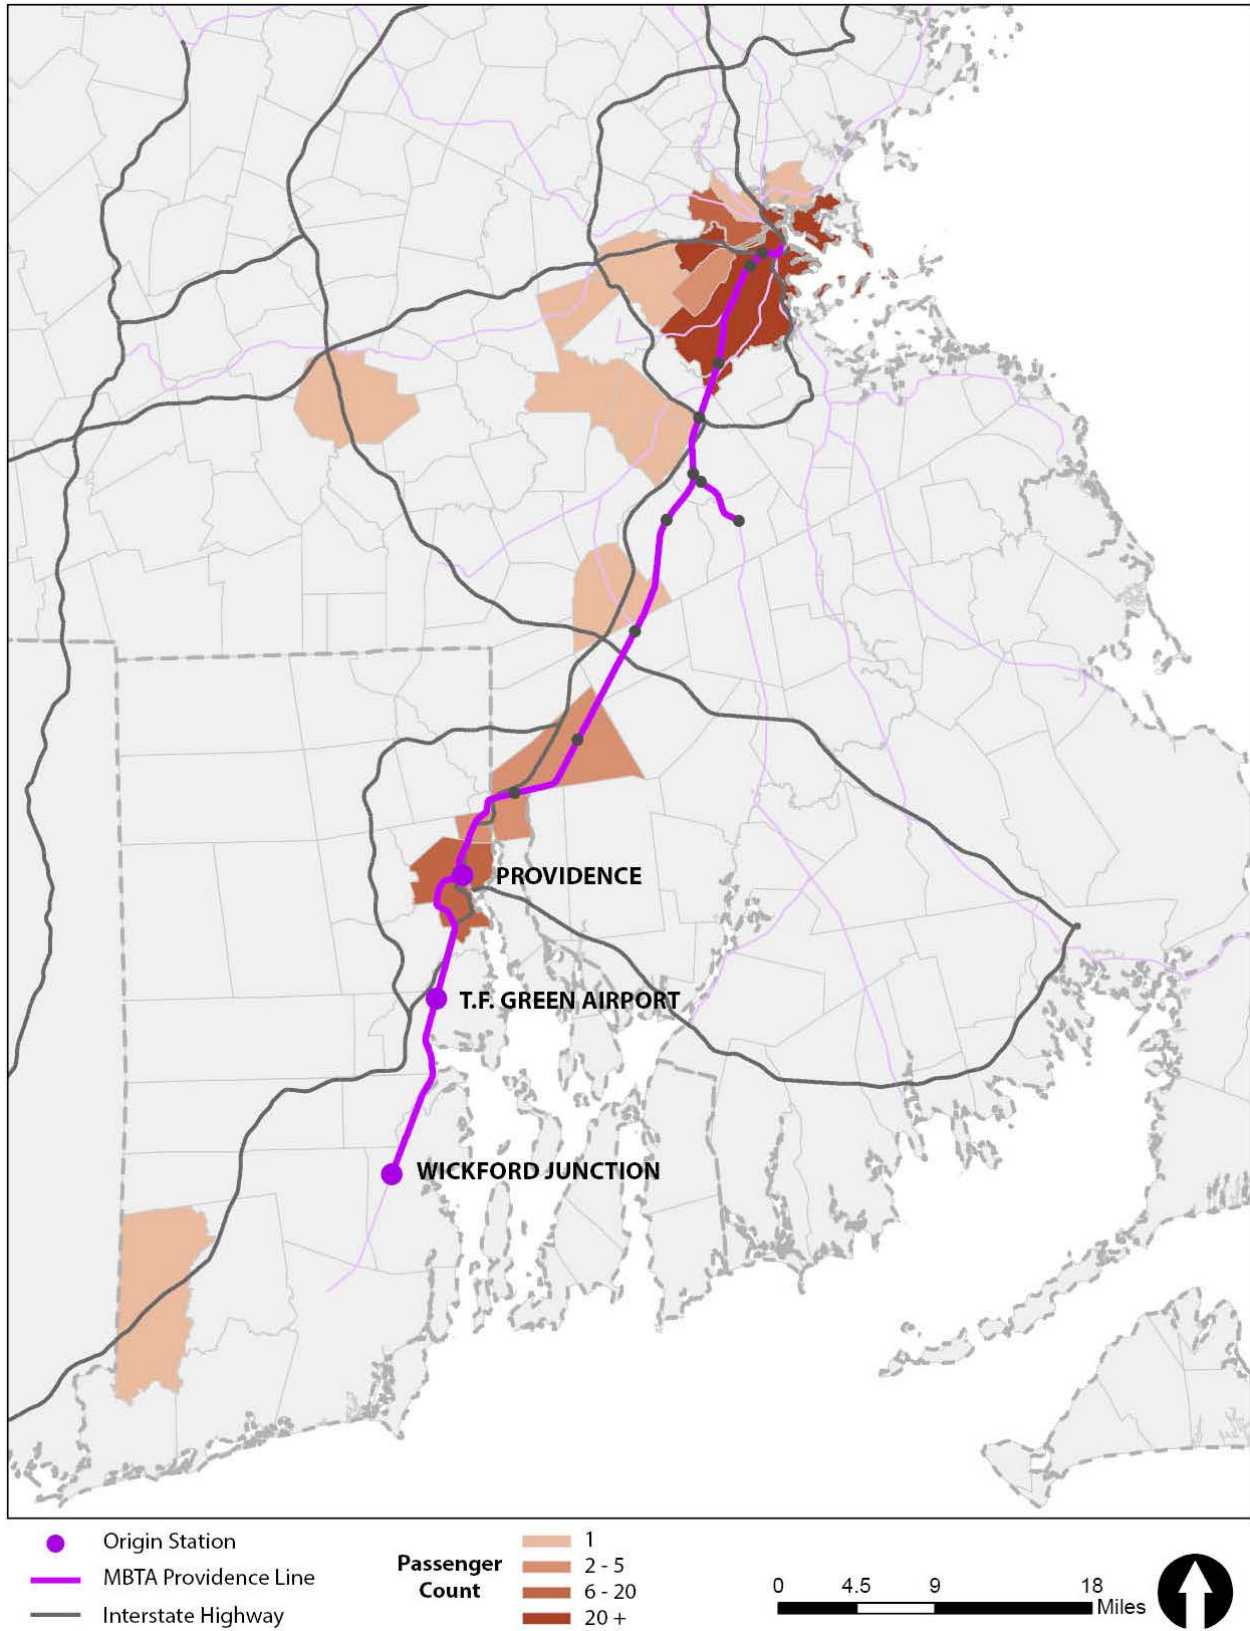 PROVIDENCE
T.F. GREEN AIRPORT
WICKFORD JUNCTION
Origin Station
MBTA Providence Line
Interstate Highway
Passenger
Count
1
2 - 5
6 - 20
20 +
0 4.5 9 18
Miles